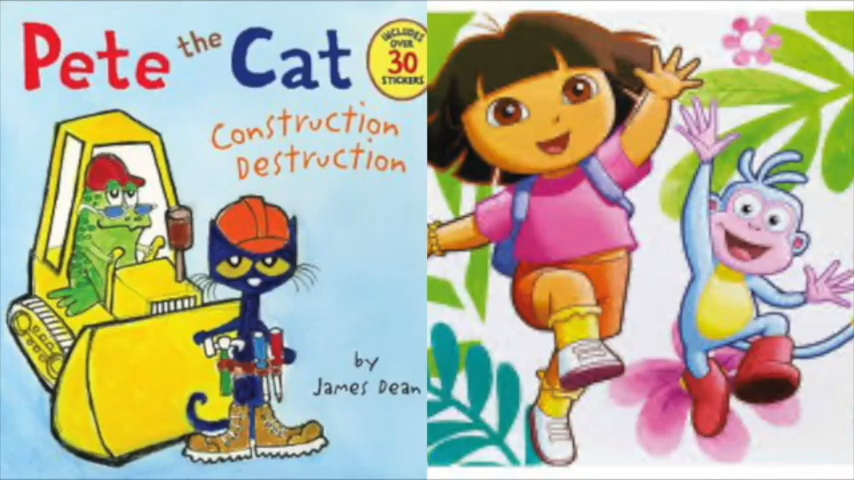 Pete the Cat
INCLUDES
OVER
30
STICKERS
Construction
Destruction
by
James Dean